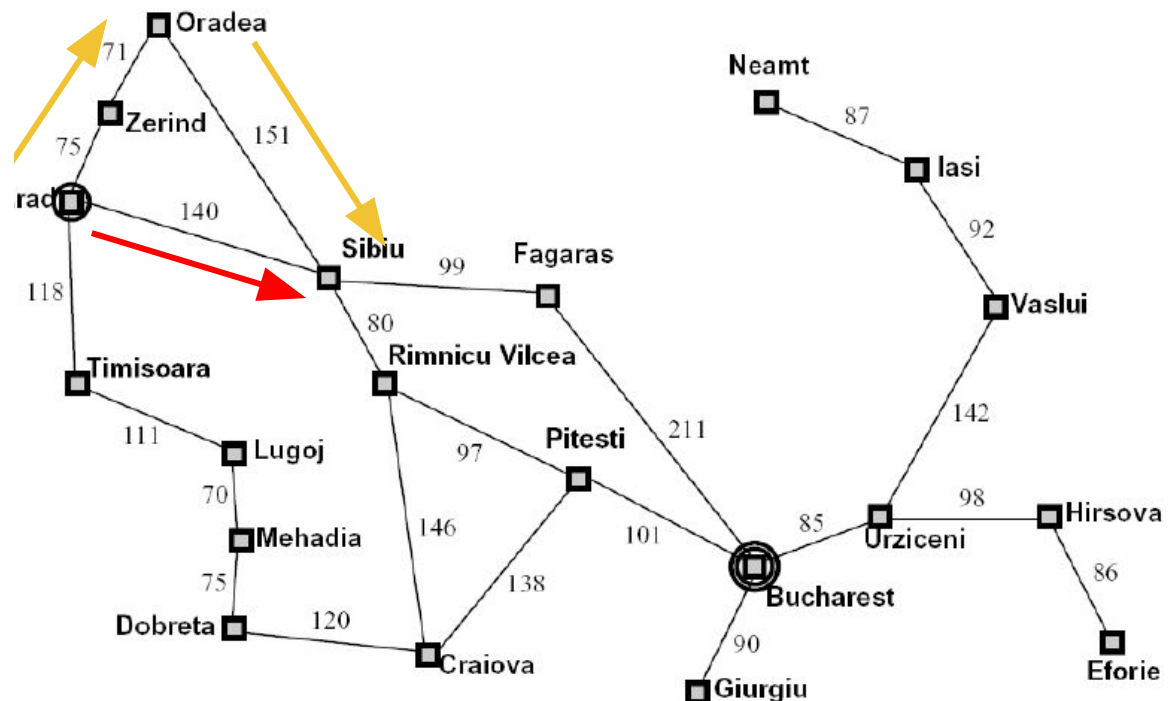 Oradea
71
Neamt
Zerind
87
75
151
Iasi
rad
140
92
Sibiu
Fagaras
99
118
Vaslui
80
Timisoara
Rimnicu Vilcea
142
111
Lugoj
97
Pitesti
211
70
98
Hirsova
146
85
Mehadia
101
Urziceni
75
138
86
Bucharest
Dobreta
120
90
Craiova
Eforie
Giurgiu